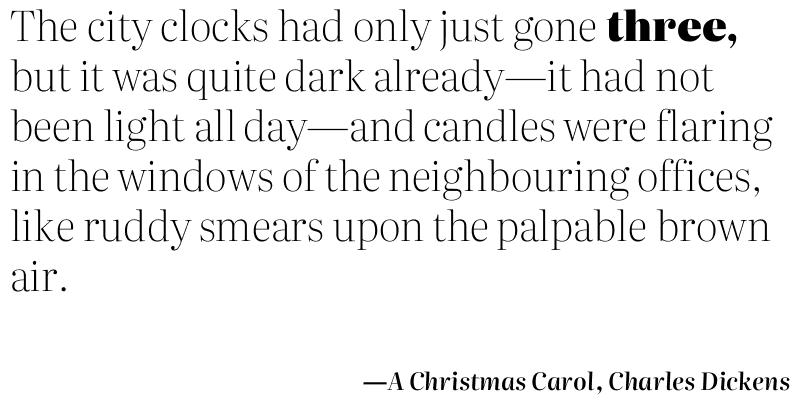 The city clocks had only just gone three,
but it was quite dark already—it had not
been light all day—and candles were flaring
in the windows of the neighbouring offices,
like ruddy smears upon the palpable brown
air.
—A Christmas Carol, Charles Dickens